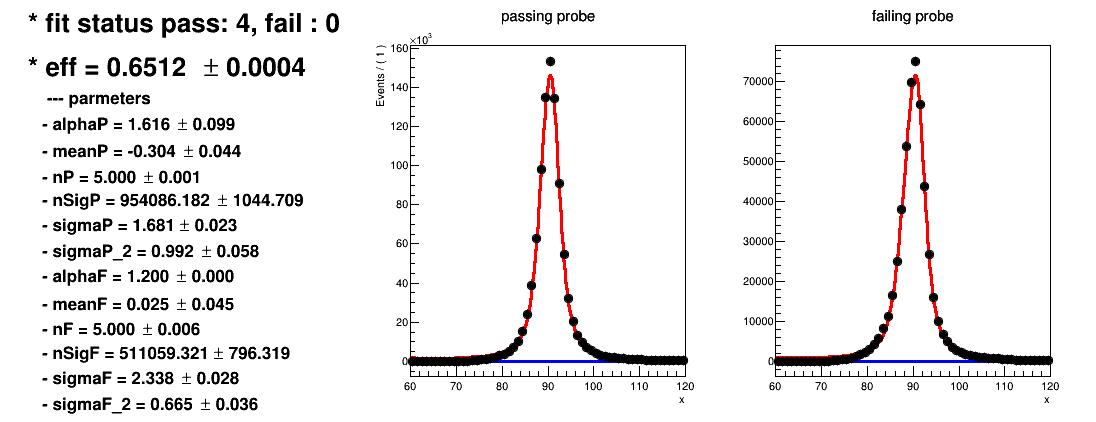 * fit status pass: 4, fail : 0
* eff = 0.6512 ± 0.0004
--- parmeters
- alphaP = 1.616 ± 0.099
- meanP = -0.304 ± 0.044
- nP = 5.000 ± 0.001
- nSigP = 954086.182 ± 1044.709
- sigmaP = 1.681 ± 0.023
- sigmaP_2 = 0.992 ± 0.058
- alphaF = 1.200 ± 0.000
- meanF = 0.025 ± 0.045
- nF = 5.000 ± 0.006
- nSigF = 511059.321 ± 796.319
- sigmaF = 2.338 ± 0.028
- sigmaF_2 = 0.665 ± 0.036
passing probe
×10³
Events / ( 1 )
160
140
120
100
80
60
40
20
0
60 70 80 90 100 110 120
x
failing probe
70000
60000
50000
40000
30000
20000
10000
0
60 70 80 90 100 110 120
x